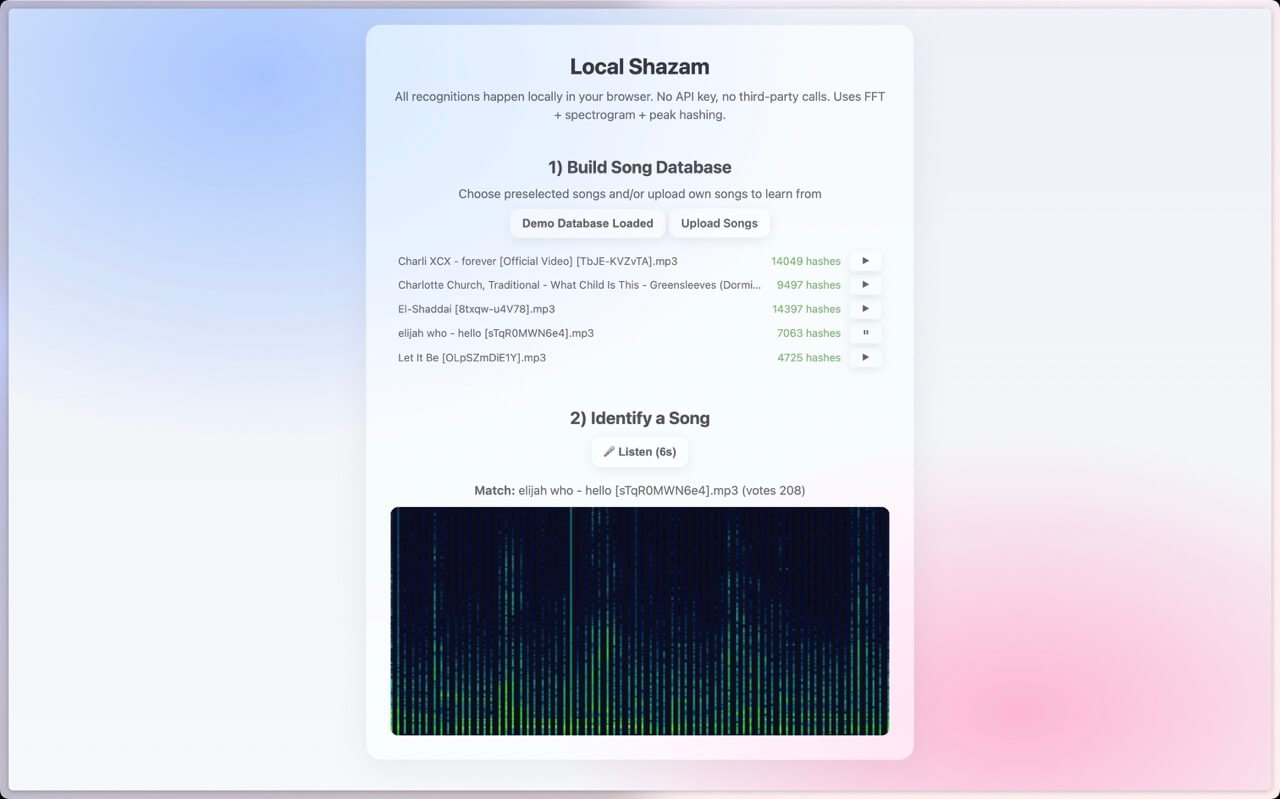 Local Shazam
All recognitions happen locally in your browser. No API key, no third-party calls. Uses FFT
+ spectrogram + peak hashing.
1) Build Song Database
Choose preselected songs and/or upload own songs to learn from
Demo Database Loaded Upload Songs
Charli XCX - forever [Official Video] [TbJE-KVZvTA].mp3 14049 hashes
Charlotte Church, Traditional - What Child Is This - Greensleeves (Dormi... 9497 hashes
El-Shaddai [8txqw-u4V78].mp3 14397 hashes
elijah who - hello [sTqR0MWN6e4].mp3 7063 hashes
Let It Be [OLpSZmDiE1Y].mp3 4725 hashes
2) Identify a Song
Listen (6s)
Match: elijah who - hello [sTqR0MWN6e4].mp3 (votes 208)